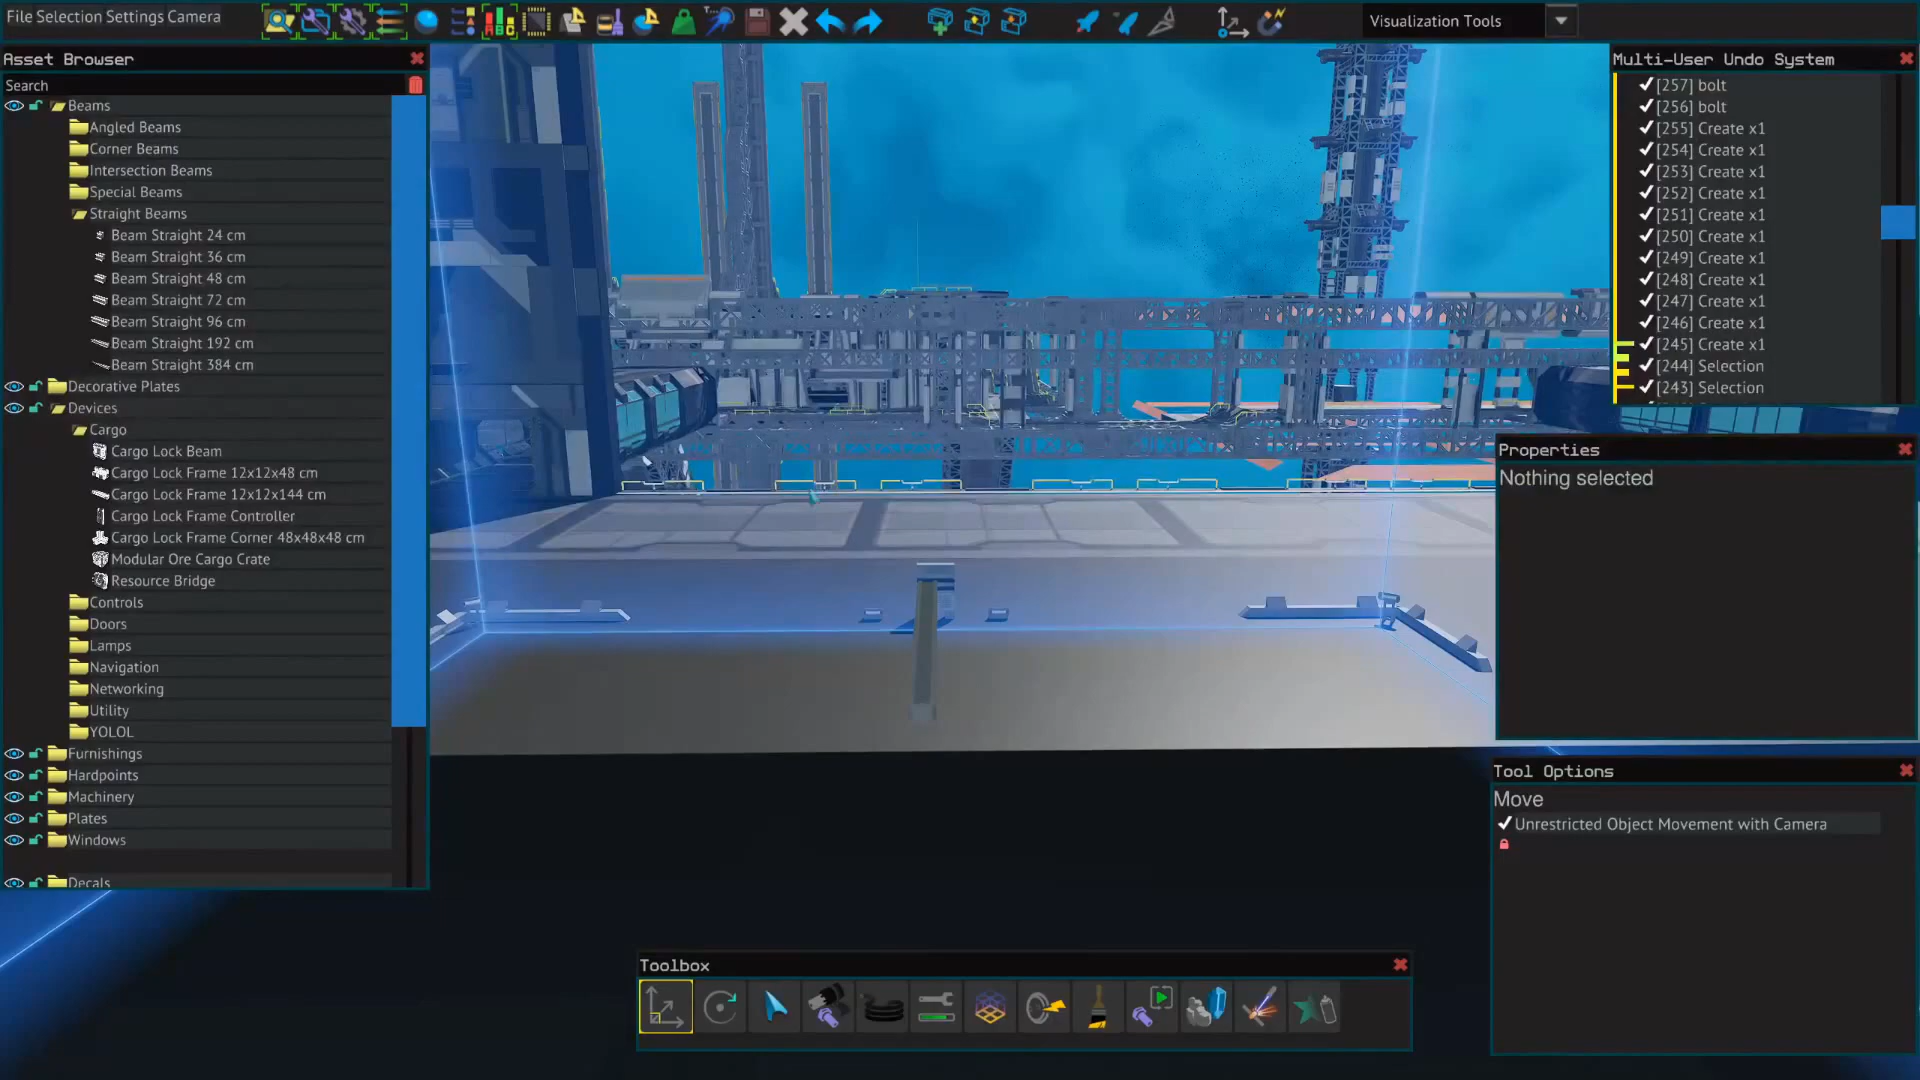 File Selection Settings Camera
Visualization Tools
Asset Browser
Search
Beams
Angled Beams
Corner Beams
Intersection Beams
Special Beams
Straight Beams
Beam Straight 24 cm
Beam Straight 36 cm
Beam Straight 48 cm
Beam Straight 72 cm
Beam Straight 96 cm
Beam Straight 192 cm
Beam Straight 384 cm
Decorative Plates
Devices
Cargo
Cargo Lock Beam
Cargo Lock Frame 12x12x48 cm
Cargo Lock Frame 12x12x144 cm
Cargo Lock Frame Controller
Cargo Lock Frame Corner 48x48x48 cm
Modular Ore Cargo Crate
Resource Bridge
Controls
Doors
Lamps
Navigation
Networking
Utility
YOLOL
Furnishings
Hardpoints
Machinery
Plates
Windows
Decals
Multi-User Undo System
[257] bolt
[256] bolt
[255] Create x1
[254] Create x1
[253] Create x1
[252] Create x1
[251] Create x1
[250] Create x1
[249] Create x1
[248] Create x1
[247] Create x1
[246] Create x1
[245] Create x1
[244] Selection
[243] Selection
Properties
Nothing selected
Tool Options
Move
Unrestricted Object Movement with Camera
Toolbox